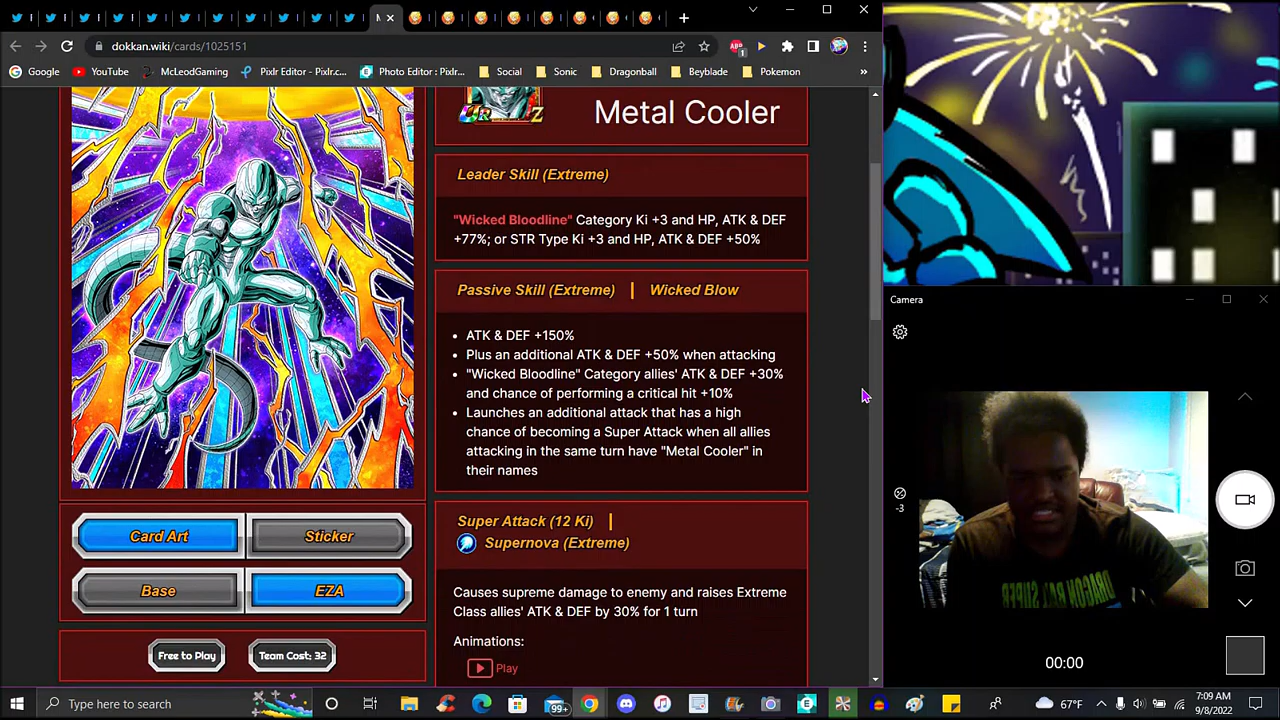 dokkan.wiki/cards/1025151
Google
YouTube
McLeodGaming
Pixlr Editor - Pixlr.c...
Photo Editor : Pixlr...
Social
Sonic
Dragonball
Beyblade
Pokemon
»
Metal Cooler
Leader Skill (Extreme)
"Wicked Bloodline" Category Ki +3 and HP, ATK & DEF
+77%; or STR Type Ki +3 and HP, ATK & DEF +50%
Passive Skill (Extreme) | Wicked Blow
• ATK & DEF +150%
• Plus an additional ATK & DEF +50% when attacking
• "Wicked Bloodline" Category allies' ATK & DEF +30%
and chance of performing a critical hit +10%
• Launches an additional attack that has a high
chance of becoming a Super Attack when all allies
attacking in the same turn have "Metal Cooler" in
their names
Super Attack (12 Ki) |
Supernova (Extreme)
Causes supreme damage to enemy and raises Extreme
Class allies' ATK & DEF by 30% for 1 turn
Animations:
Play
Card Art
Sticker
Base
EZA
Free to Play
Team Cost: 32
Camera
-3
DRAGON BALL SUPER
00:00
Type here to search
99+
67°F
7:09 AM
9/8/2022